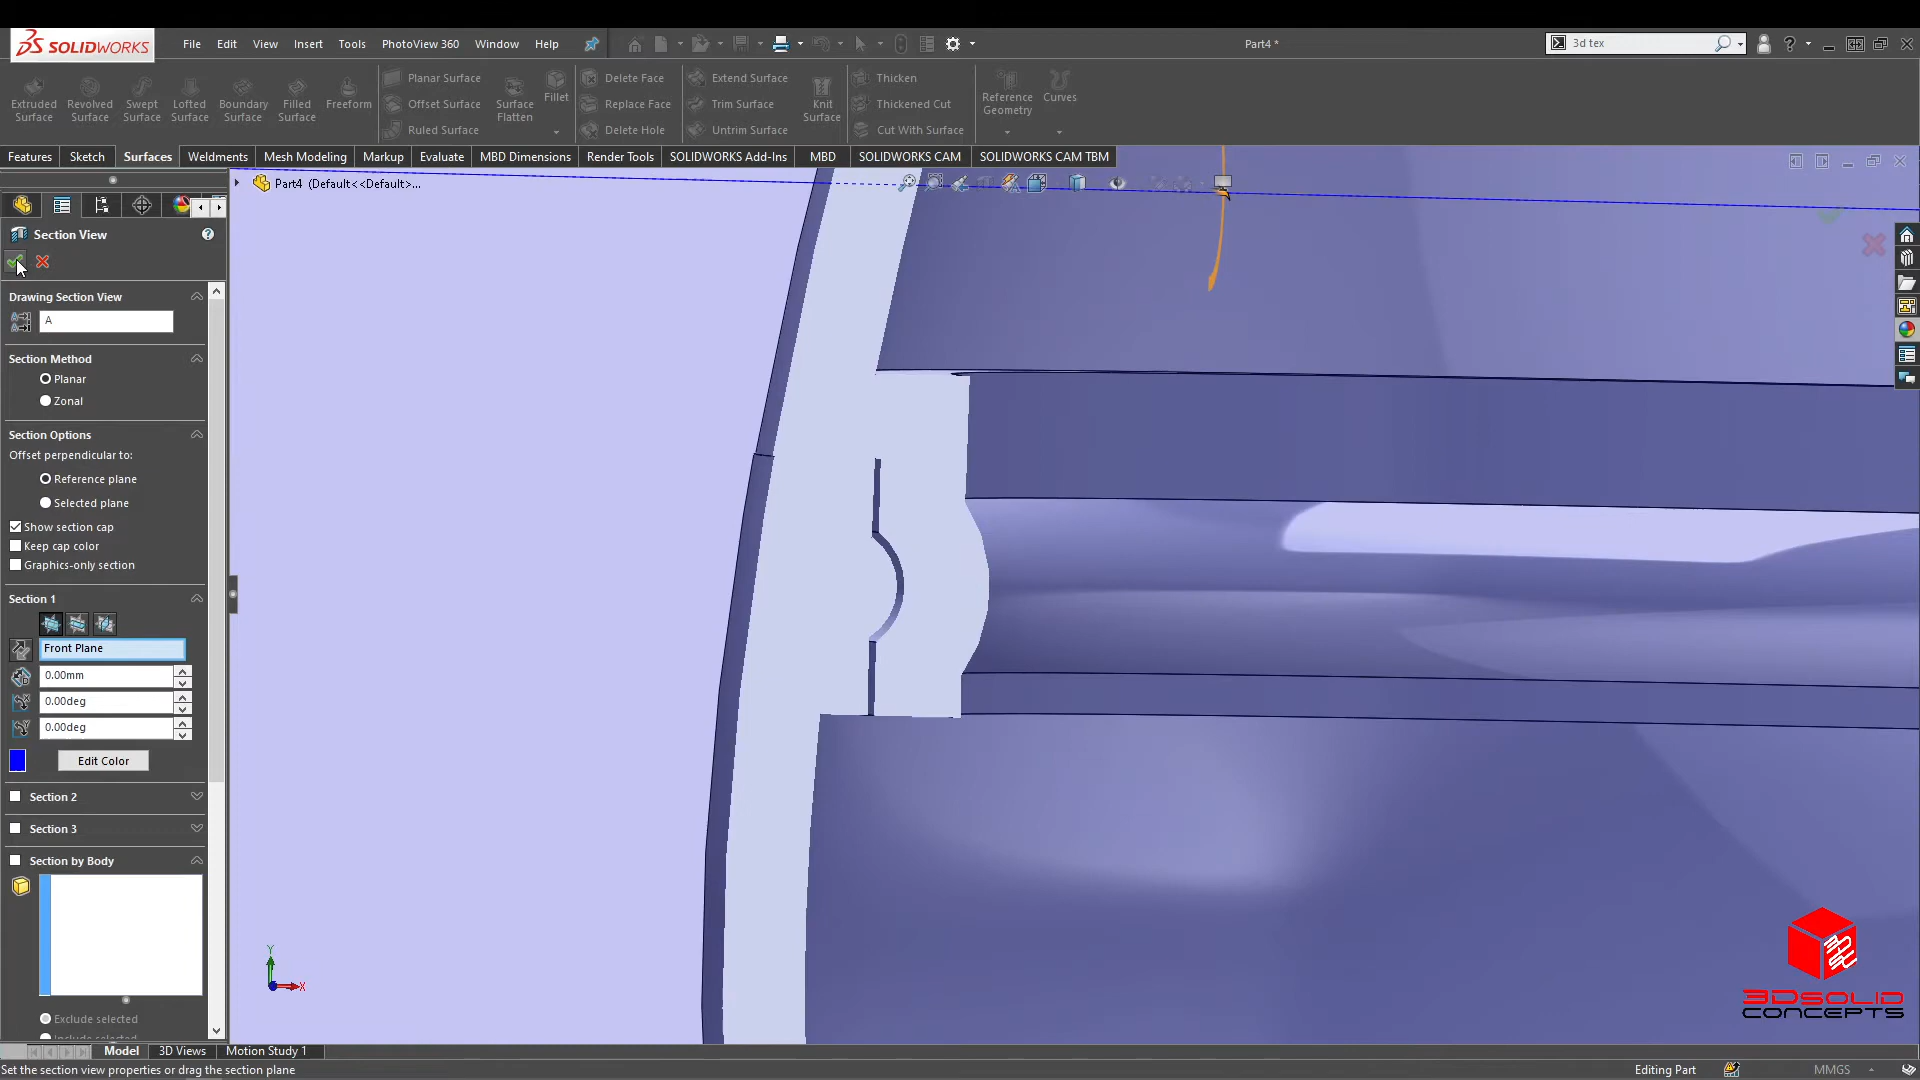 SOLIDWORKS
File Edit View Insert Tools PhotoView 360 Window Help
Part4 *
3d tex
Extruded Surface
Revolved Surface
Swept Surface
Lofted Surface
Boundary Surface
Filled Surface
Freeform
Planar Surface
Offset Surface
Ruled Surface
Surface Flatten
Fillet
Delete Face
Replace Face
Delete Hole
Extend Surface
Trim Surface
Untrim Surface
Knit Surface
Thicken
Thickened Cut
Cut With Surface
Reference Geometry
Curves
Features Sketch Surfaces Weldments Mesh Modeling Markup Evaluate MBD Dimensions Render Tools SOLIDWORKS Add-Ins MBD SOLIDWORKS CAM SOLIDWORKS CAM TBM
Part4 (Default<<Default>...
Section View
Drawing Section View
A
Section Method
Planar
Zonal
Section Options
Offset perpendicular to:
Reference plane
Selected plane
Show section cap
Keep cap color
Graphics-only section
Section 1
Front Plane
0.00mm
0.00deg
0.00deg
Edit Color
Section 2
Section 3
Section by Body
Exclude selected
Include selected
Y
X
3DSOLID
CONCEPTS
Model 3D Views Motion Study 1
Set the section view properties or drag the section plane
Editing Part
MMGS